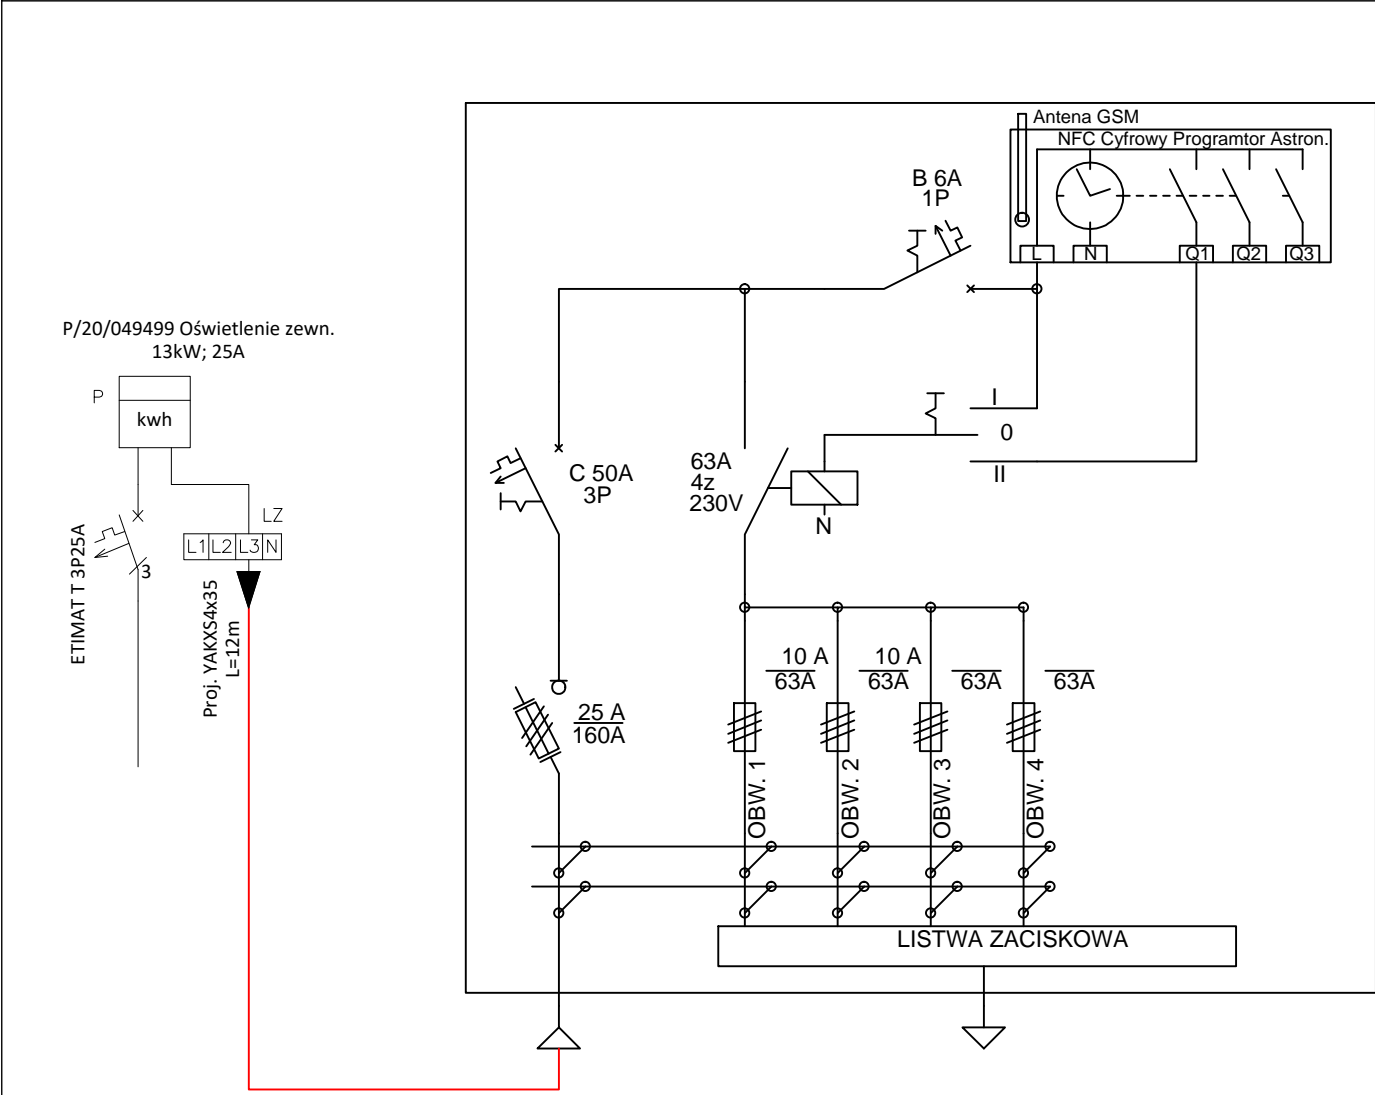 Antena GSM
NFC Cyfrowy Programtor Astron.
B 6A
1P
L
N
Q1
Q2
Q3
P/20/049499 Oświetlenie zewn.
13kW; 25A
P
kwh
I
0
II
C 50A
3P
63A
4z
230V
N
LZ
L1
L2
L3
N
3
ETIMAT T 3P25A
Proj. YAKXS4x35
L=12m
25 A
160A
10 A
63A
10 A
63A
63A
63A
OBW. 1
OBW. 2
OBW. 3
OBW. 4
LISTWA ZACISKOWA